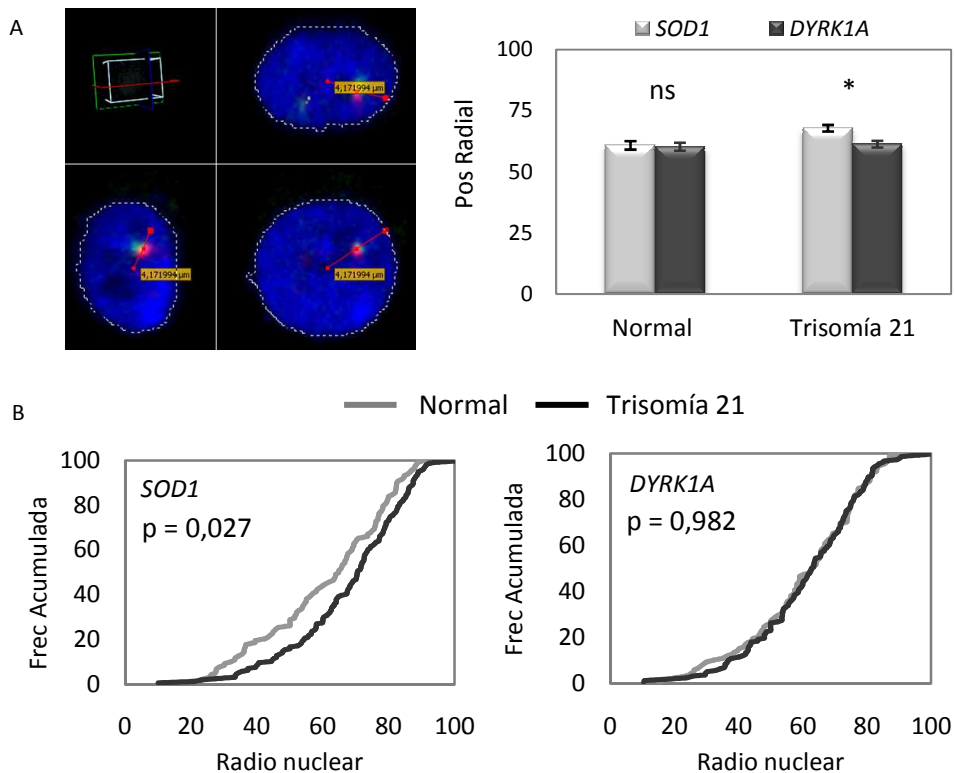 A
4,171994 µm
4,171994 µm
4,171994 µm
SOD1 DYRK1A
Pos Radial
100
75
50
25
0
ns
*
Normal Trisomía 21
B
Normal Trisomía 21
Frec Acumulada
100
80
60
40
20
0
SOD1
p = 0,027
0 20 40 60 80 100
Radio nuclear
Frec Acumulada
100
80
60
40
20
0
DYRK1A
p = 0,982
0 20 40 60 80 100
Radio nuclear